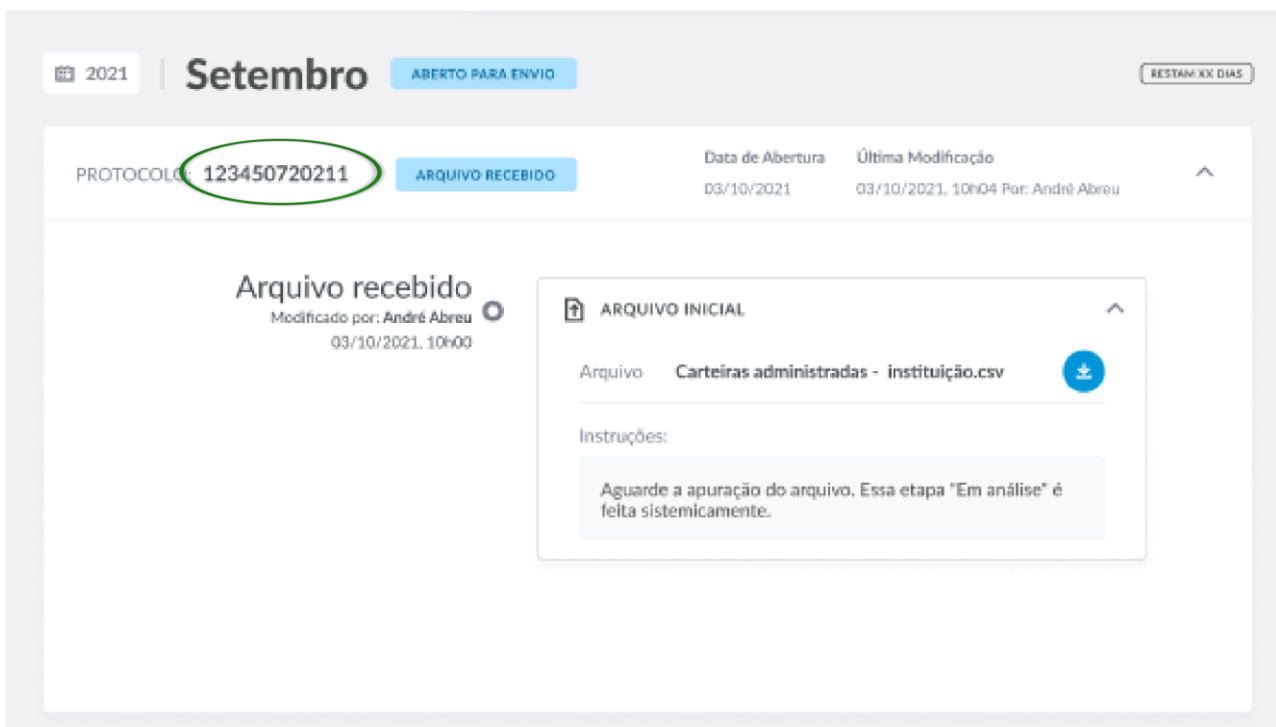 2021
Setembro
ABERTO PARA ENVIO
RESTAM XX DIAS
PROTOCOLO: 123450720211
ARQUIVO RECEBIDO
Data de Abertura
03/10/2021
Última Modificação
03/10/2021, 10h04 Por: André Abreu
Arquivo recebido
Modificado por: André Abreu
03/10/2021, 10h00
ARQUIVO INICIAL
Arquivo Carteiras administradas - instituição.csv
Instruções:
Aguarde a apuração do arquivo. Essa etapa "Em análise" é
feita sistemicamente.